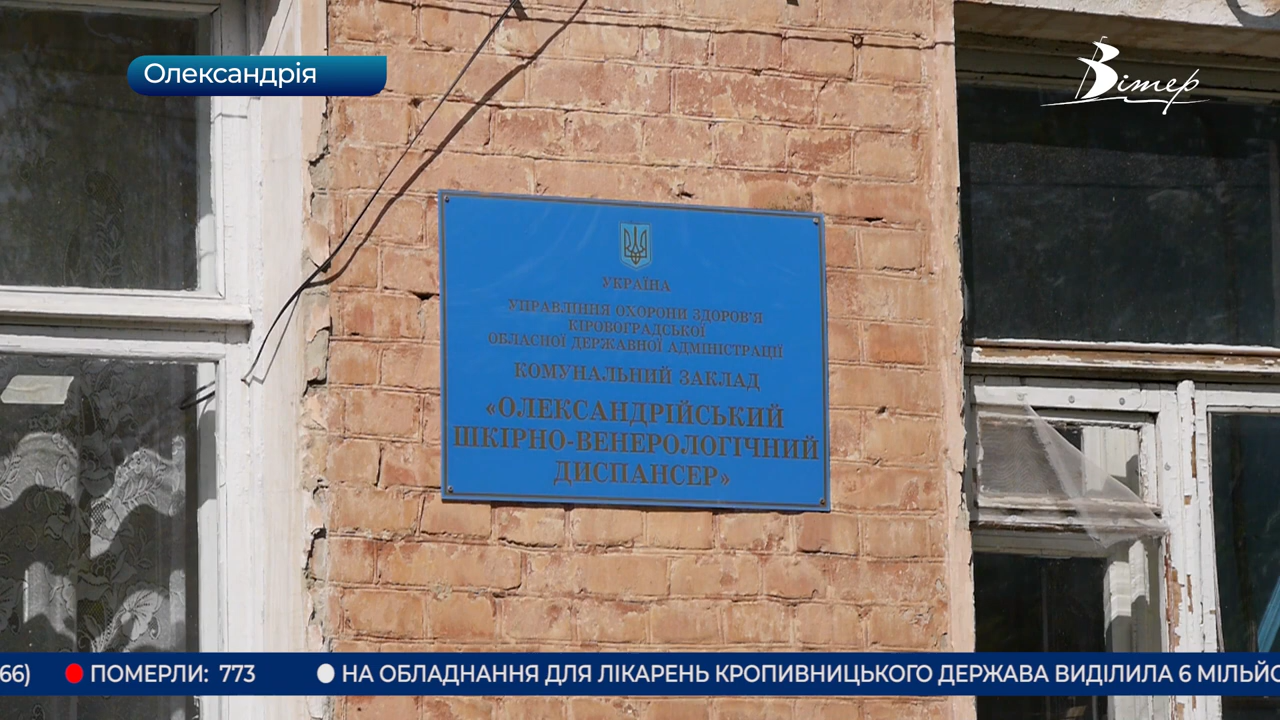 Олександрія
Вітер
УКРАЇНА
УПРАВЛІННЯ ОХОРОНИ ЗДОРОВ'Я
КІРОВОГРАДСЬКОЇ
ОБЛАСНОЇ ДЕРЖАВНОЇ АДМІНІСТРАЦІЇ
КОМУНАЛЬНИЙ ЗАКЛАД
«ОЛЕКСАНДРІЙСЬКИЙ
ШКІРНО-ВЕНЕРОЛОГІЧНИЙ
ДИСПАНСЕР»
66) ПОМЕРЛИ: 773 НА ОБЛАДНАННЯ ДЛЯ ЛІКАРЕНЬ КРОПИВНИЦЬКОГО ДЕРЖАВА ВИДІЛИЛА 6 МІЛЬЙО